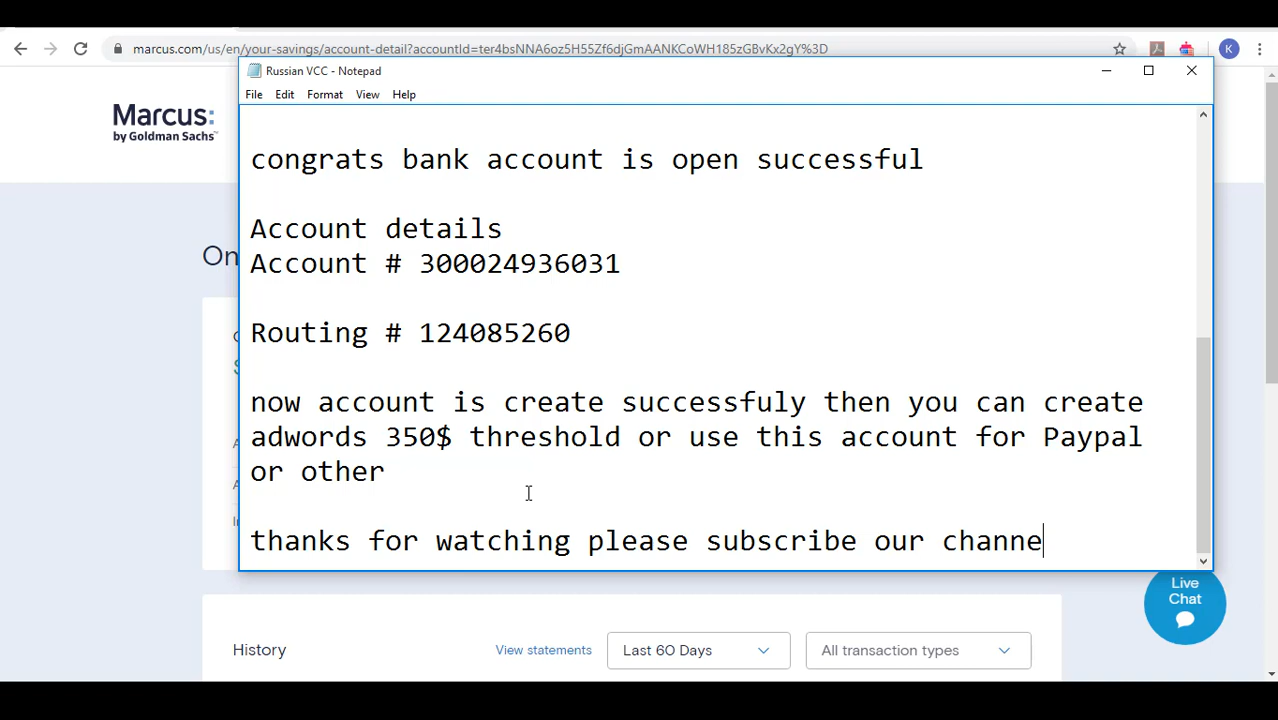 marcus.com/us/en/your-savings/account-detail?accountId=ter4bsNNA6oz5H55Zf6djGmAANKCoWH185zGBvKx2gY%3D
K
Russian VCC - Notepad
File Edit Format View Help
Marcus:
by Goldman Sachs
congrats bank account is open successful
Account details
On
Account # 300024936031
Routing # 124085260
now account is create successfuly then you can create
adwords 350$ threshold or use this account for Paypal
or other
thanks for watching please subscribe our channe
Live
Chat
History View statements Last 60 Days All transaction types